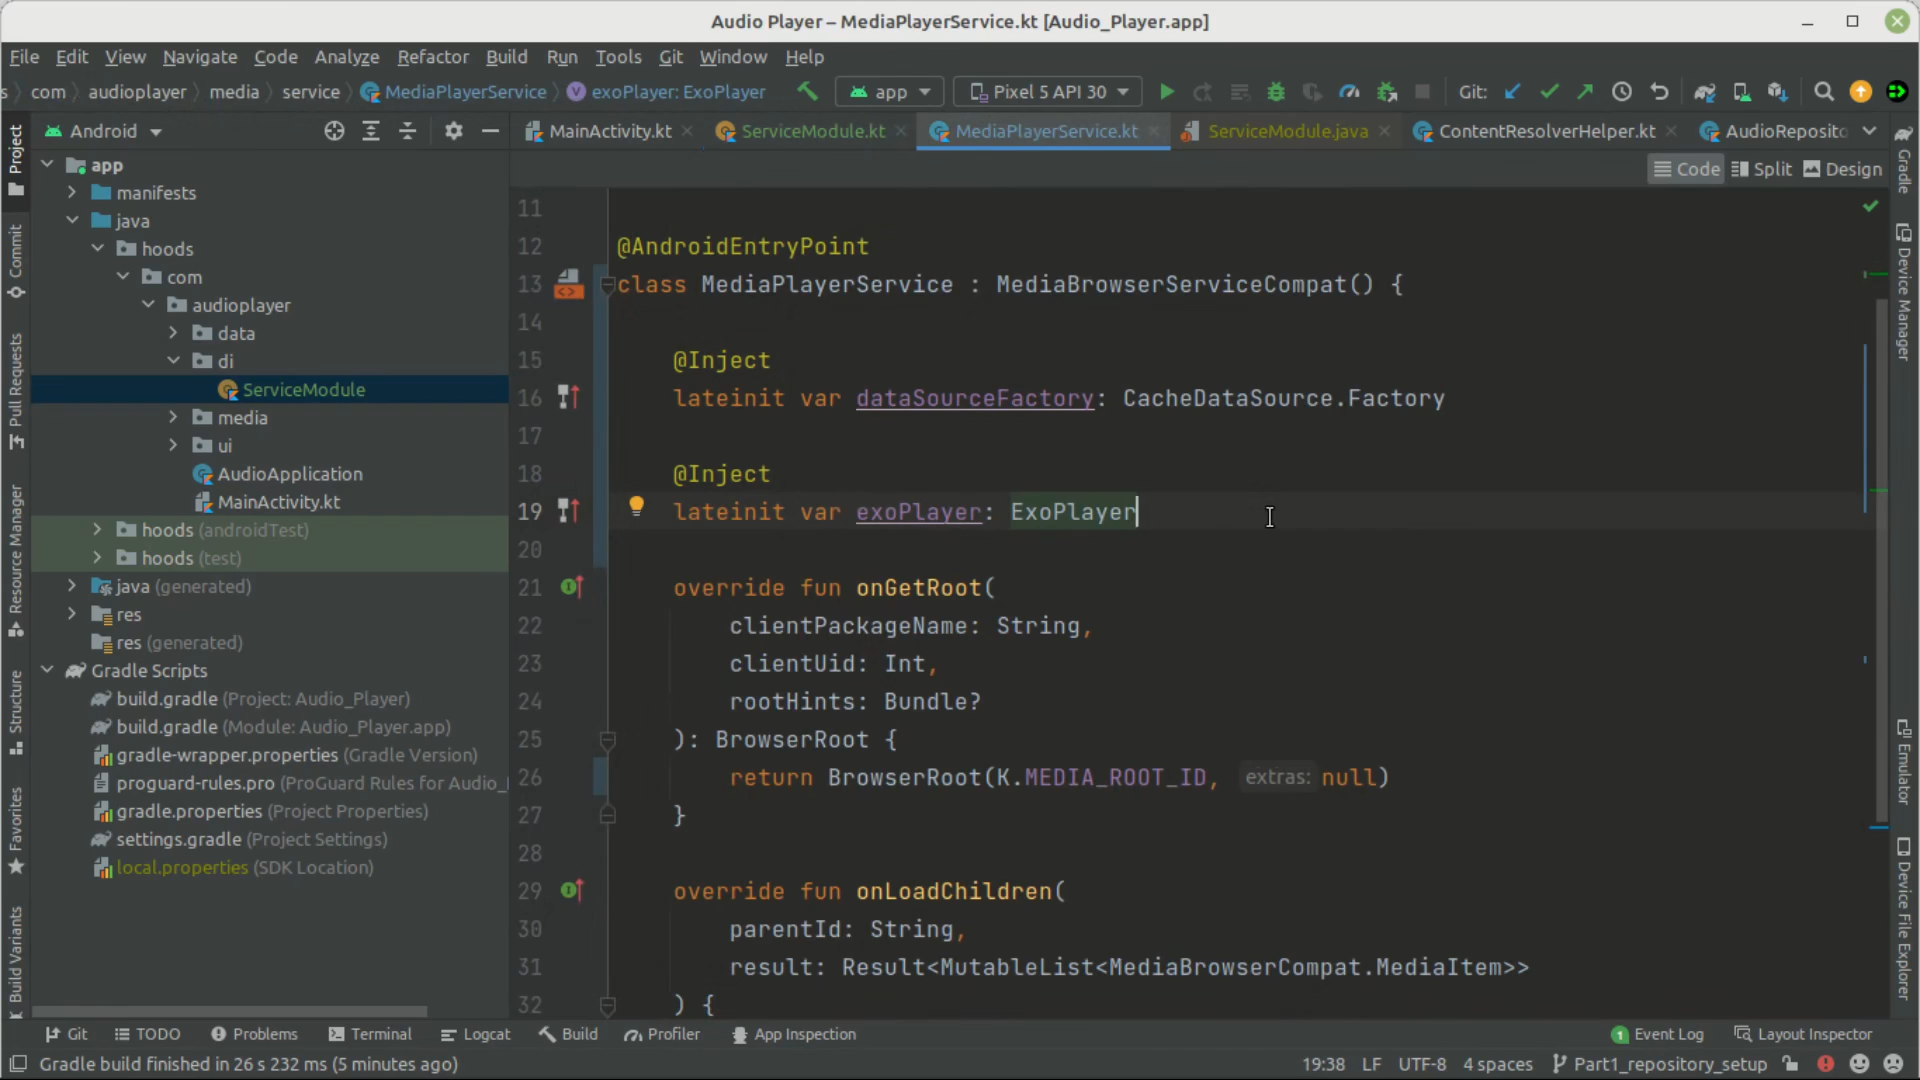 Audio Player – MediaPlayerService.kt [Audio_Player.app]
File Edit View Navigate Code Analyze Refactor Build Run Tools Git Window Help
s com audioplayer media service MediaPlayerService exoPlayer: ExoPlayer app Pixel 5 API 30 Git:
Android MainActivity.kt ServiceModule.kt MediaPlayerService.kt ServiceModule.java ContentResolverHelper.kt AudioReposito
Code Split Design
Project
Commit
Pull Requests
Resource Manager
Structure
Favorites
Build Variants
app
manifests
java
hoods
com
audioplayer
data
di
ServiceModule
media
ui
AudioApplication
MainActivity.kt
hoods (androidTest)
hoods (test)
java (generated)
res
res (generated)
Gradle Scripts
build.gradle (Project: Audio_Player)
build.gradle (Module: Audio_Player.app)
gradle-wrapper.properties (Gradle Version)
proguard-rules.pro (ProGuard Rules for Audio_
gradle.properties (Project Properties)
settings.gradle (Project Settings)
local.properties (SDK Location)
11
12 @AndroidEntryPoint
13 class MediaPlayerService : MediaBrowserServiceCompat() {
14
15 @Inject
16 lateinit var dataSourceFactory: CacheDataSource.Factory
17
18 @Inject
19 lateinit var exoPlayer: ExoPlayer
20
21 override fun onGetRoot(
22 clientPackageName: String,
23 clientUid: Int,
24 rootHints: Bundle?
25 ): BrowserRoot {
26 return BrowserRoot(K.MEDIA_ROOT_ID, extras: null)
27 }
28
29 override fun onLoadChildren(
30 parentId: String,
31 result: Result<MutableList<MediaBrowserCompat.MediaItem>>
32 ) {
Gradle
Device Manager
Emulator
Device File Explorer
Git TODO Problems Terminal Logcat Build Profiler App Inspection 1 Event Log Layout Inspector
Gradle build finished in 26 s 232 ms (5 minutes ago) 19:38 LF UTF-8 4 spaces Part1_repository_setup